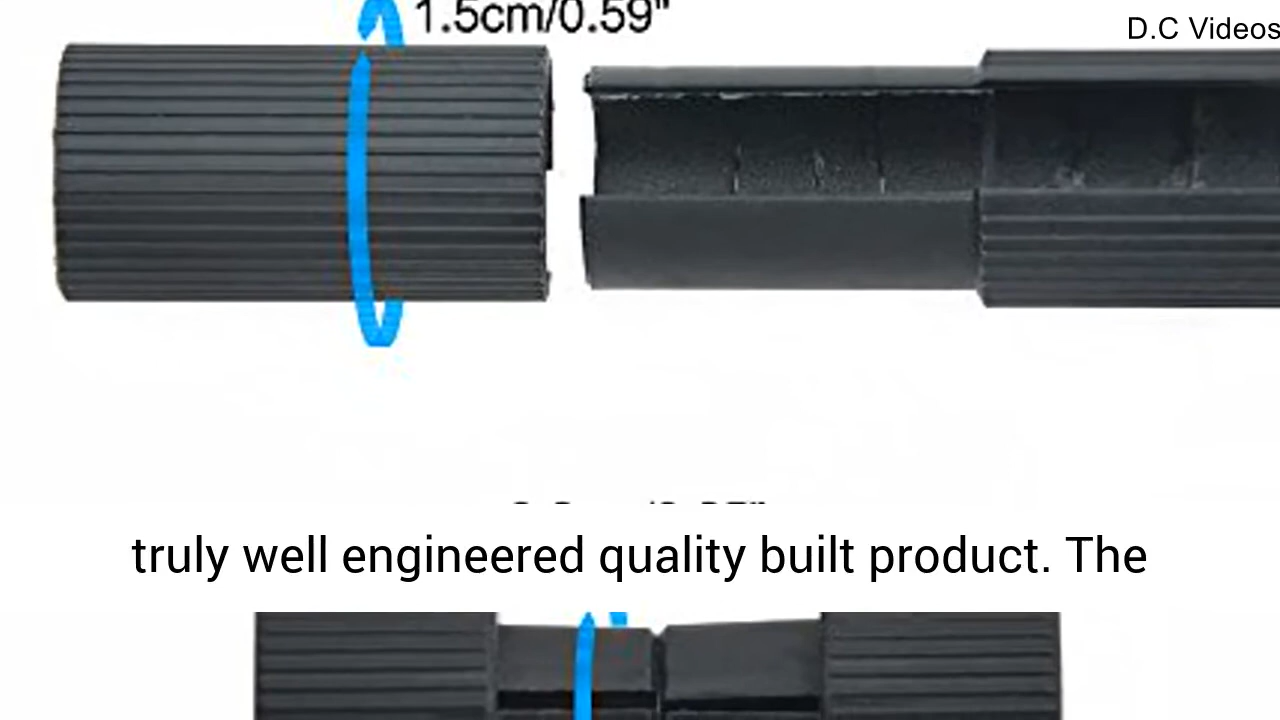 1.5cm/0.59"
D.C Videos
truly well engineered quality built product. The